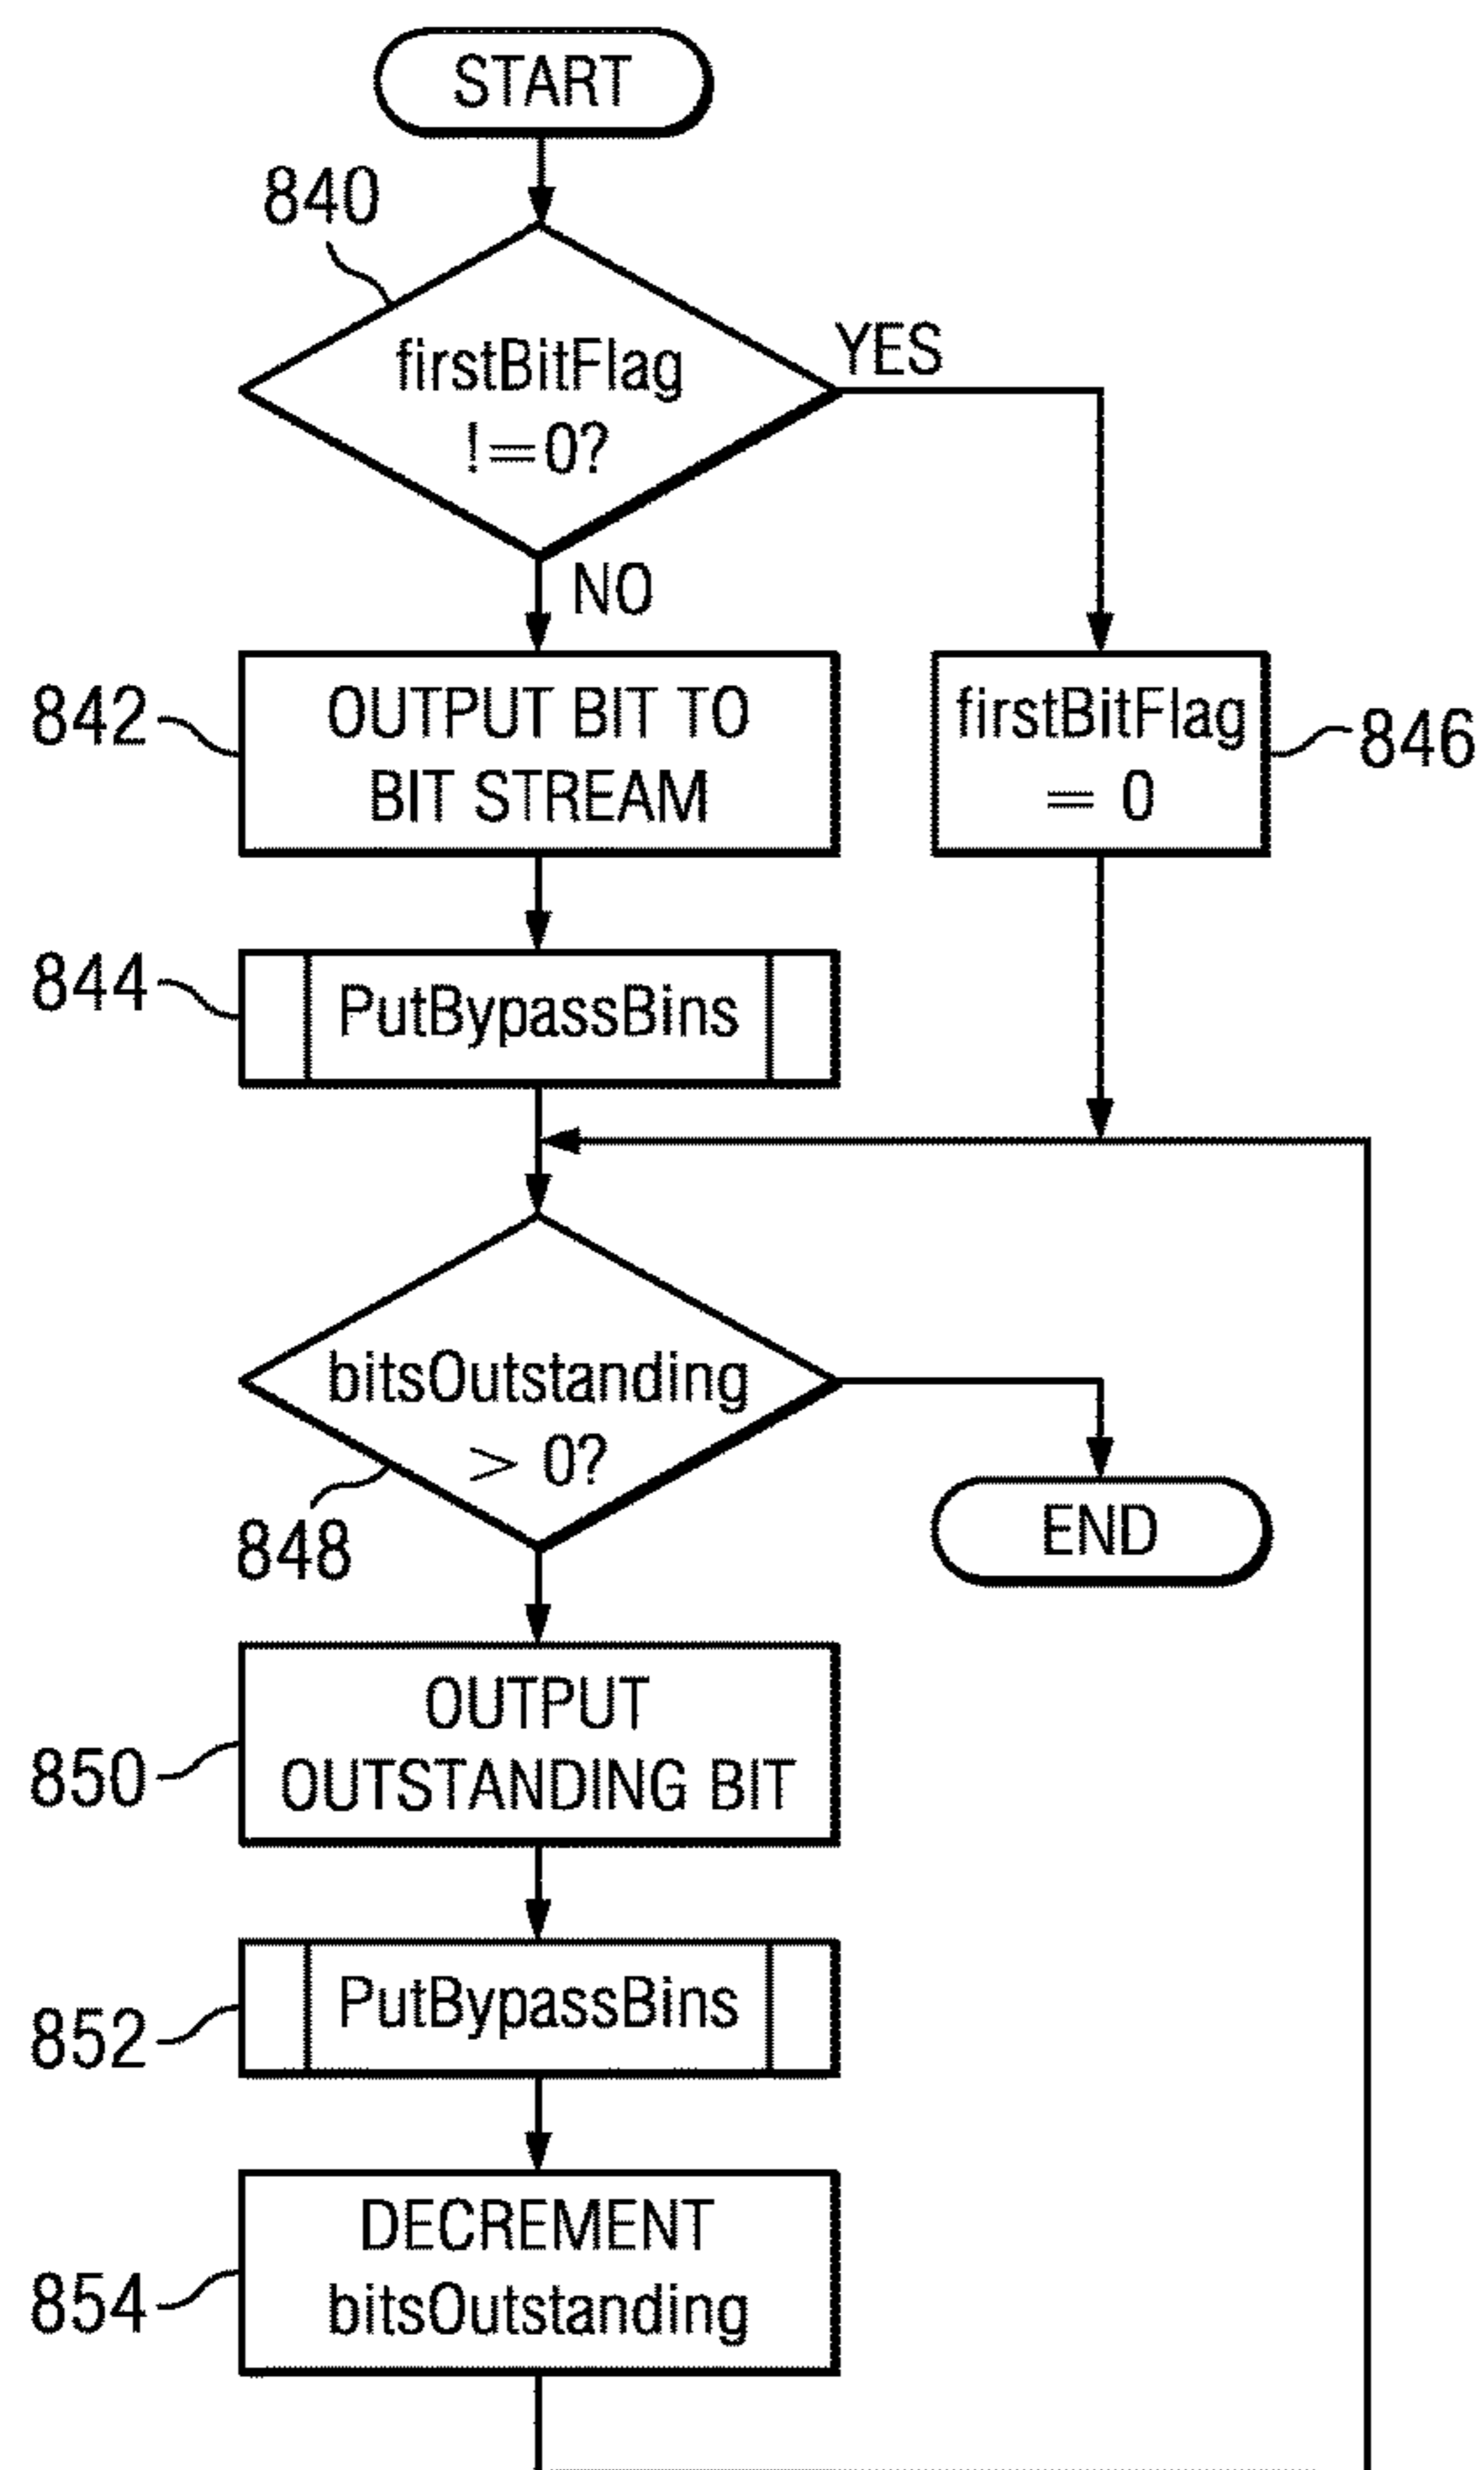 START
840
firstBitFlag
!=0?
YES
NO
842
OUTPUT BIT TO
BIT STREAM
firstBitFlag
= 0
846
844
PutBypassBins
bitsOutstanding
> 0?
848
END
850
OUTPUT
OUTSTANDING BIT
852
PutBypassBins
854
DECREMENT
bitsOutstanding